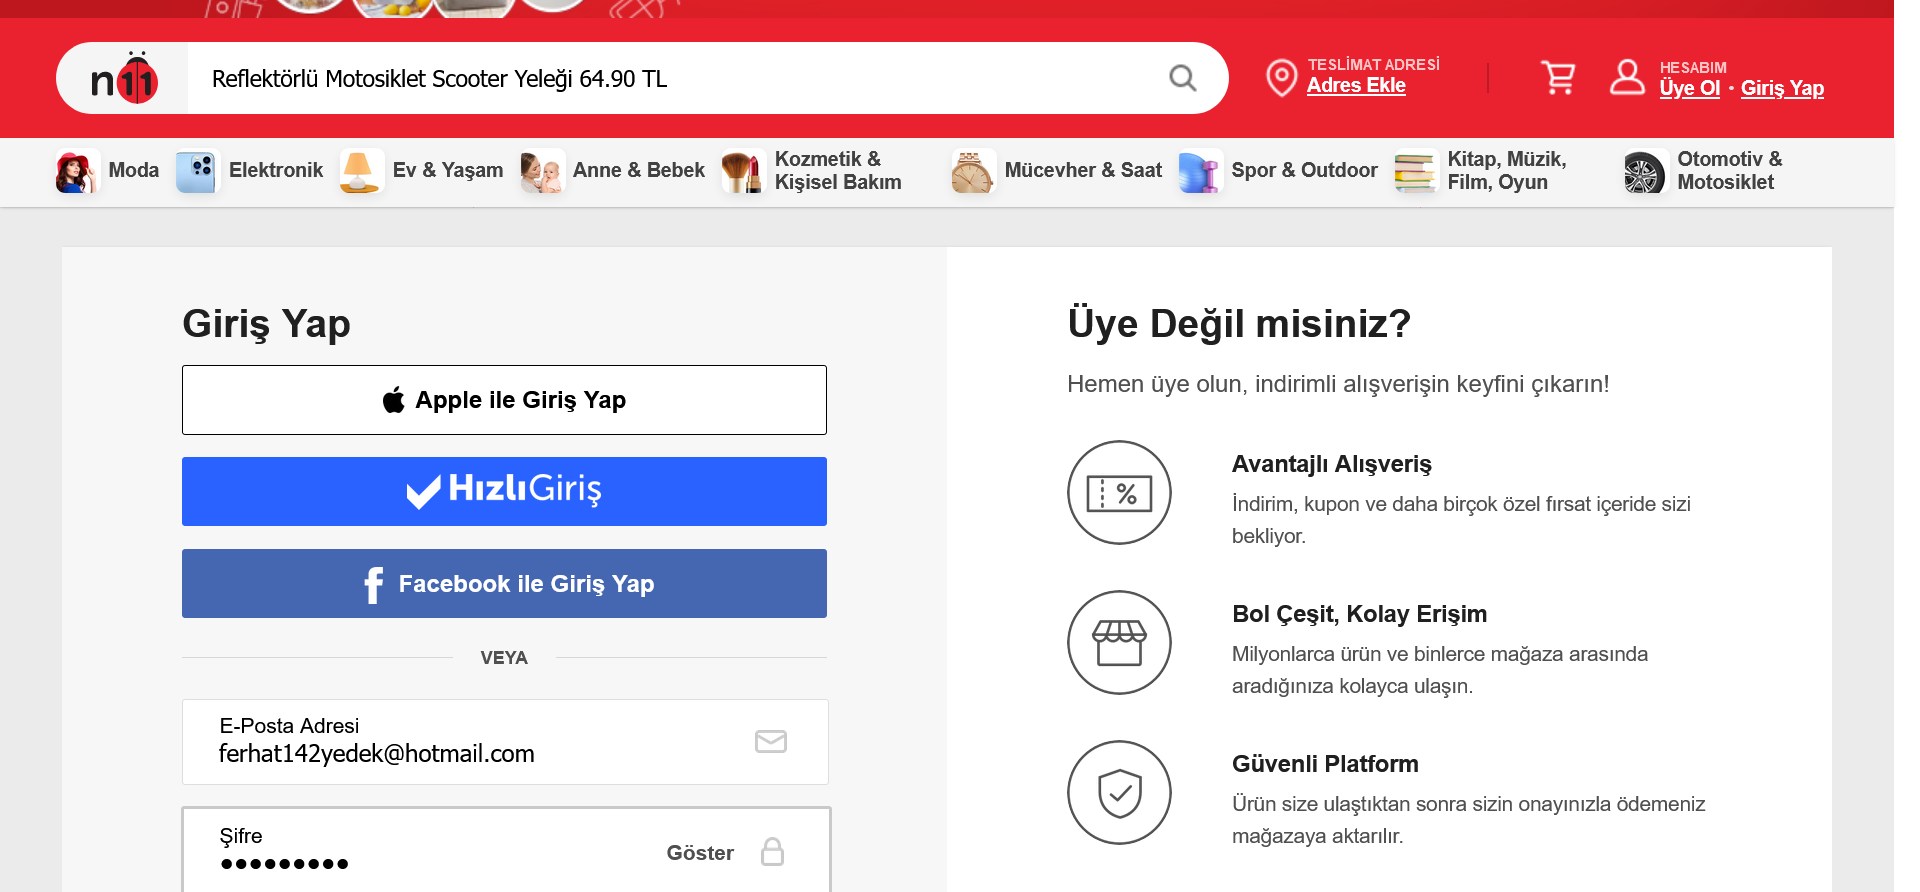 n11
Reflektörlü Motosiklet Scooter Yeleği 64.90 TL
TESLİMAT ADRESİ
Adres Ekle
HESABIM
Üye Ol • Giriş Yap
Moda
Elektronik
Ev & Yaşam
Anne & Bebek
Kozmetik &
Kişisel Bakım
Mücevher & Saat
Spor & Outdoor
Kitap, Müzik,
Film, Oyun
Otomotiv &
Motosiklet
Giriş Yap
Apple ile Giriş Yap
HızlıGiriş
Facebook ile Giriş Yap
VEYA
E-Posta Adresi
ferhat142yedek@hotmail.com
Şifre
•••••••••
Göster
Üye Değil misiniz?
Hemen üye olun, indirimli alışverişin keyfini çıkarın!
%
Avantajlı Alışveriş
İndirim, kupon ve daha birçok özel fırsat içeride sizi
bekliyor.
Bol Çeşit, Kolay Erişim
Milyonlarca ürün ve binlerce mağaza arasında
aradığınıza kolayca ulaşın.
Güvenli Platform
Ürün size ulaştıktan sonra sizin onayınızla ödemeniz
mağazaya aktarılır.